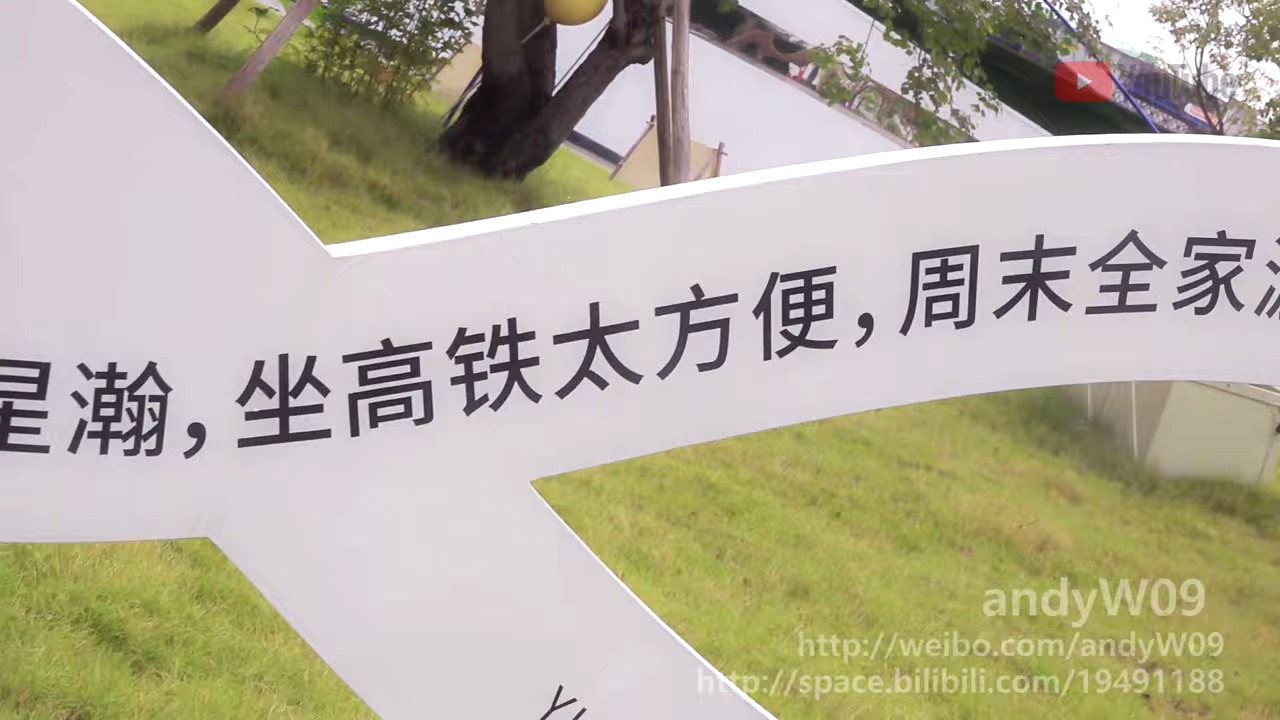 YouTube
星瀚，坐高铁太方便，周末全家
andyW09
http://weibo.com/andyW09
http://space.bilibili.com/19491188